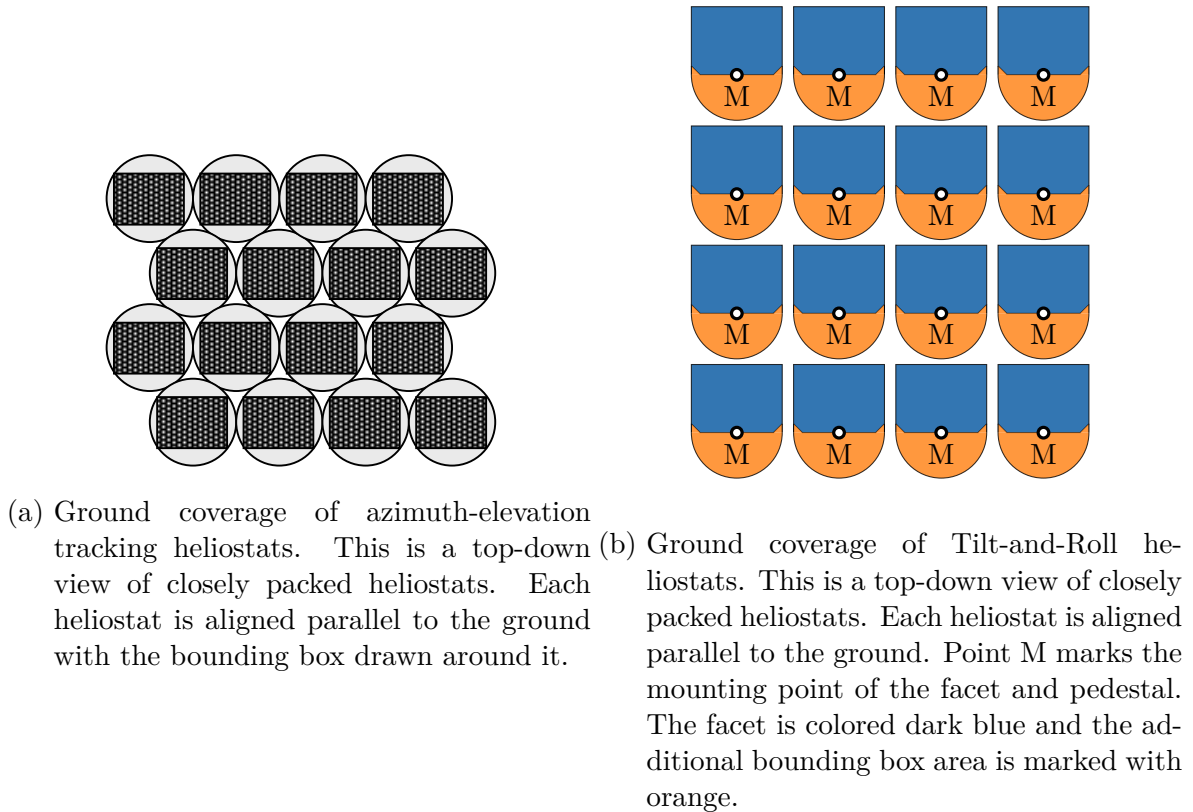 M M M M
M M M M
M M M M
M M M M
(a) Ground coverage of azimuth-elevation
tracking heliostats. This is a top-down
view of closely packed heliostats. Each
heliostat is aligned parallel to the ground
with the bounding box drawn around it.
(b) Ground coverage of Tilt-and-Roll he-
liostats. This is a top-down view of closely
packed heliostats. Each heliostat is aligned
parallel to the ground. Point M marks the
mounting point of the facet and pedestal.
The facet is colored dark blue and the ad-
ditional bounding box area is marked with
orange.